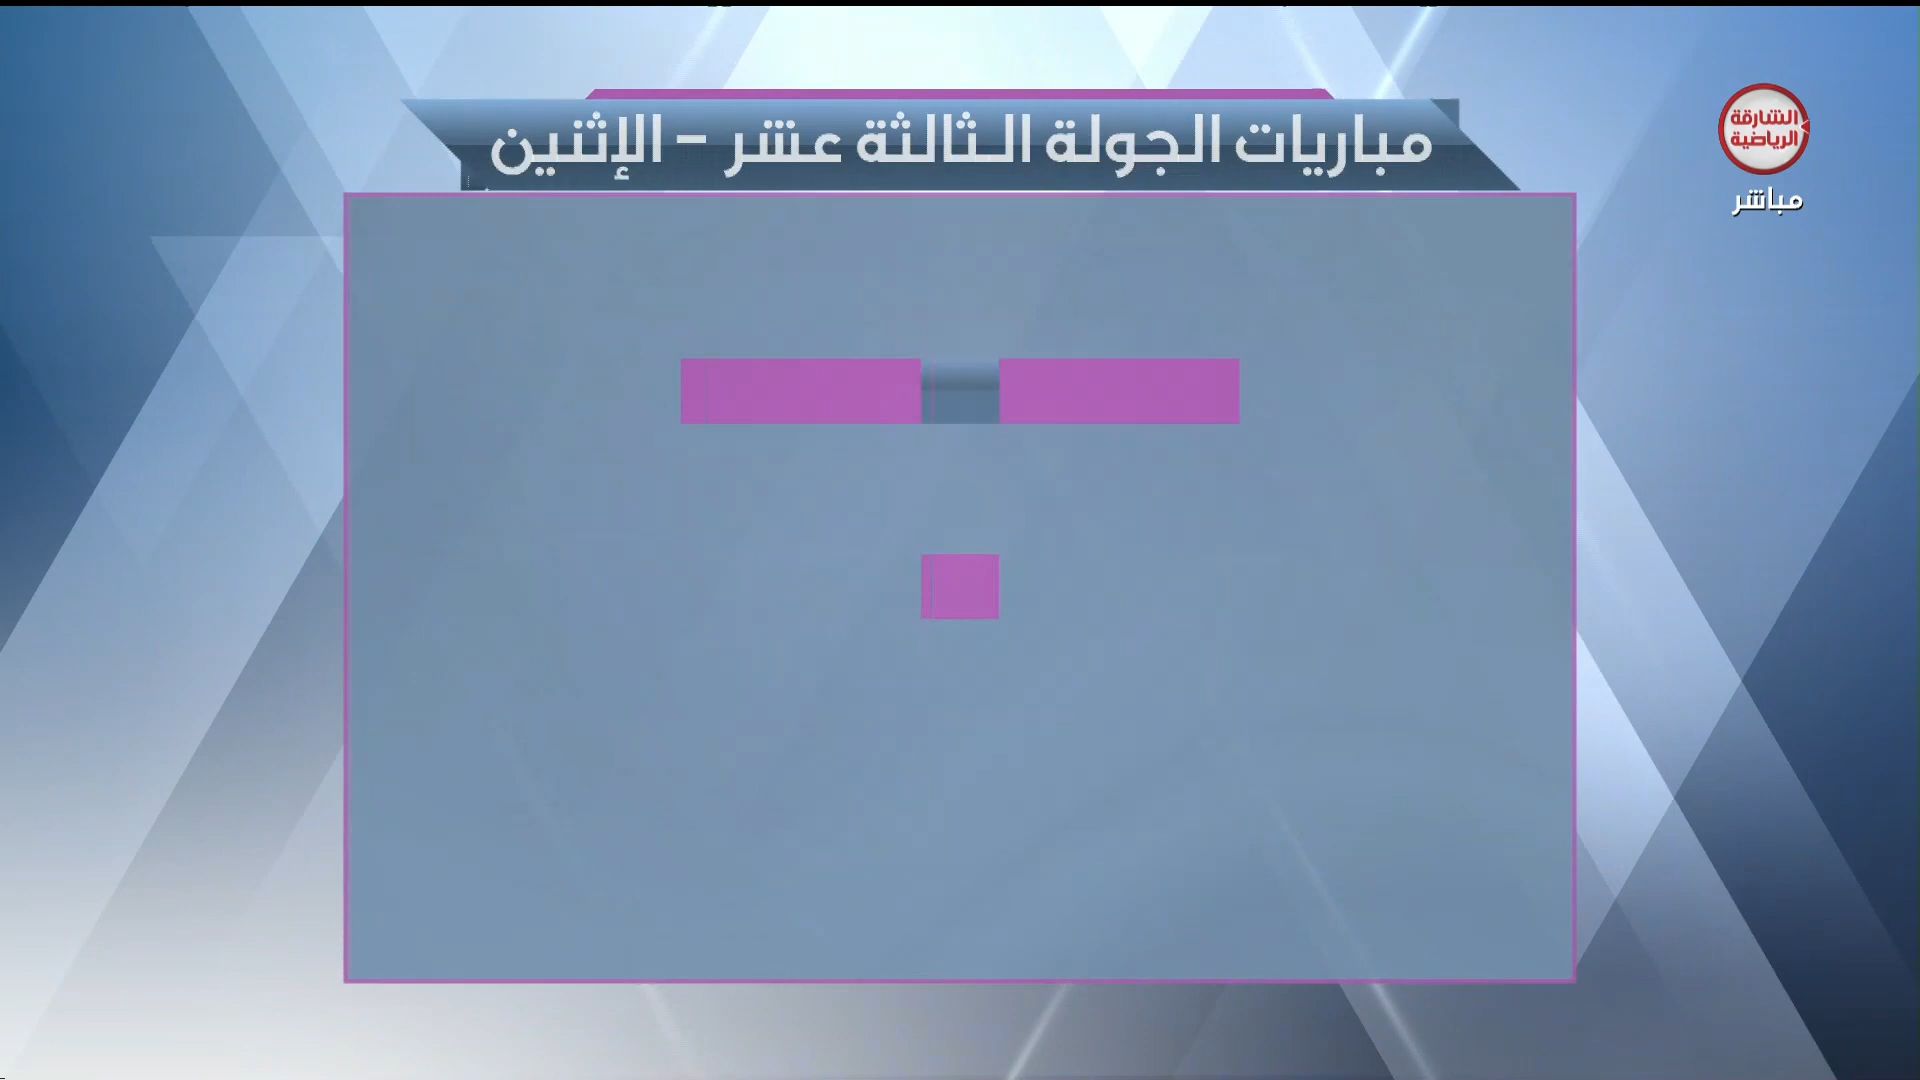 مباريات الجولة الثالثة عشر - الإثنين
الشارقة
الرياضية
مباشر